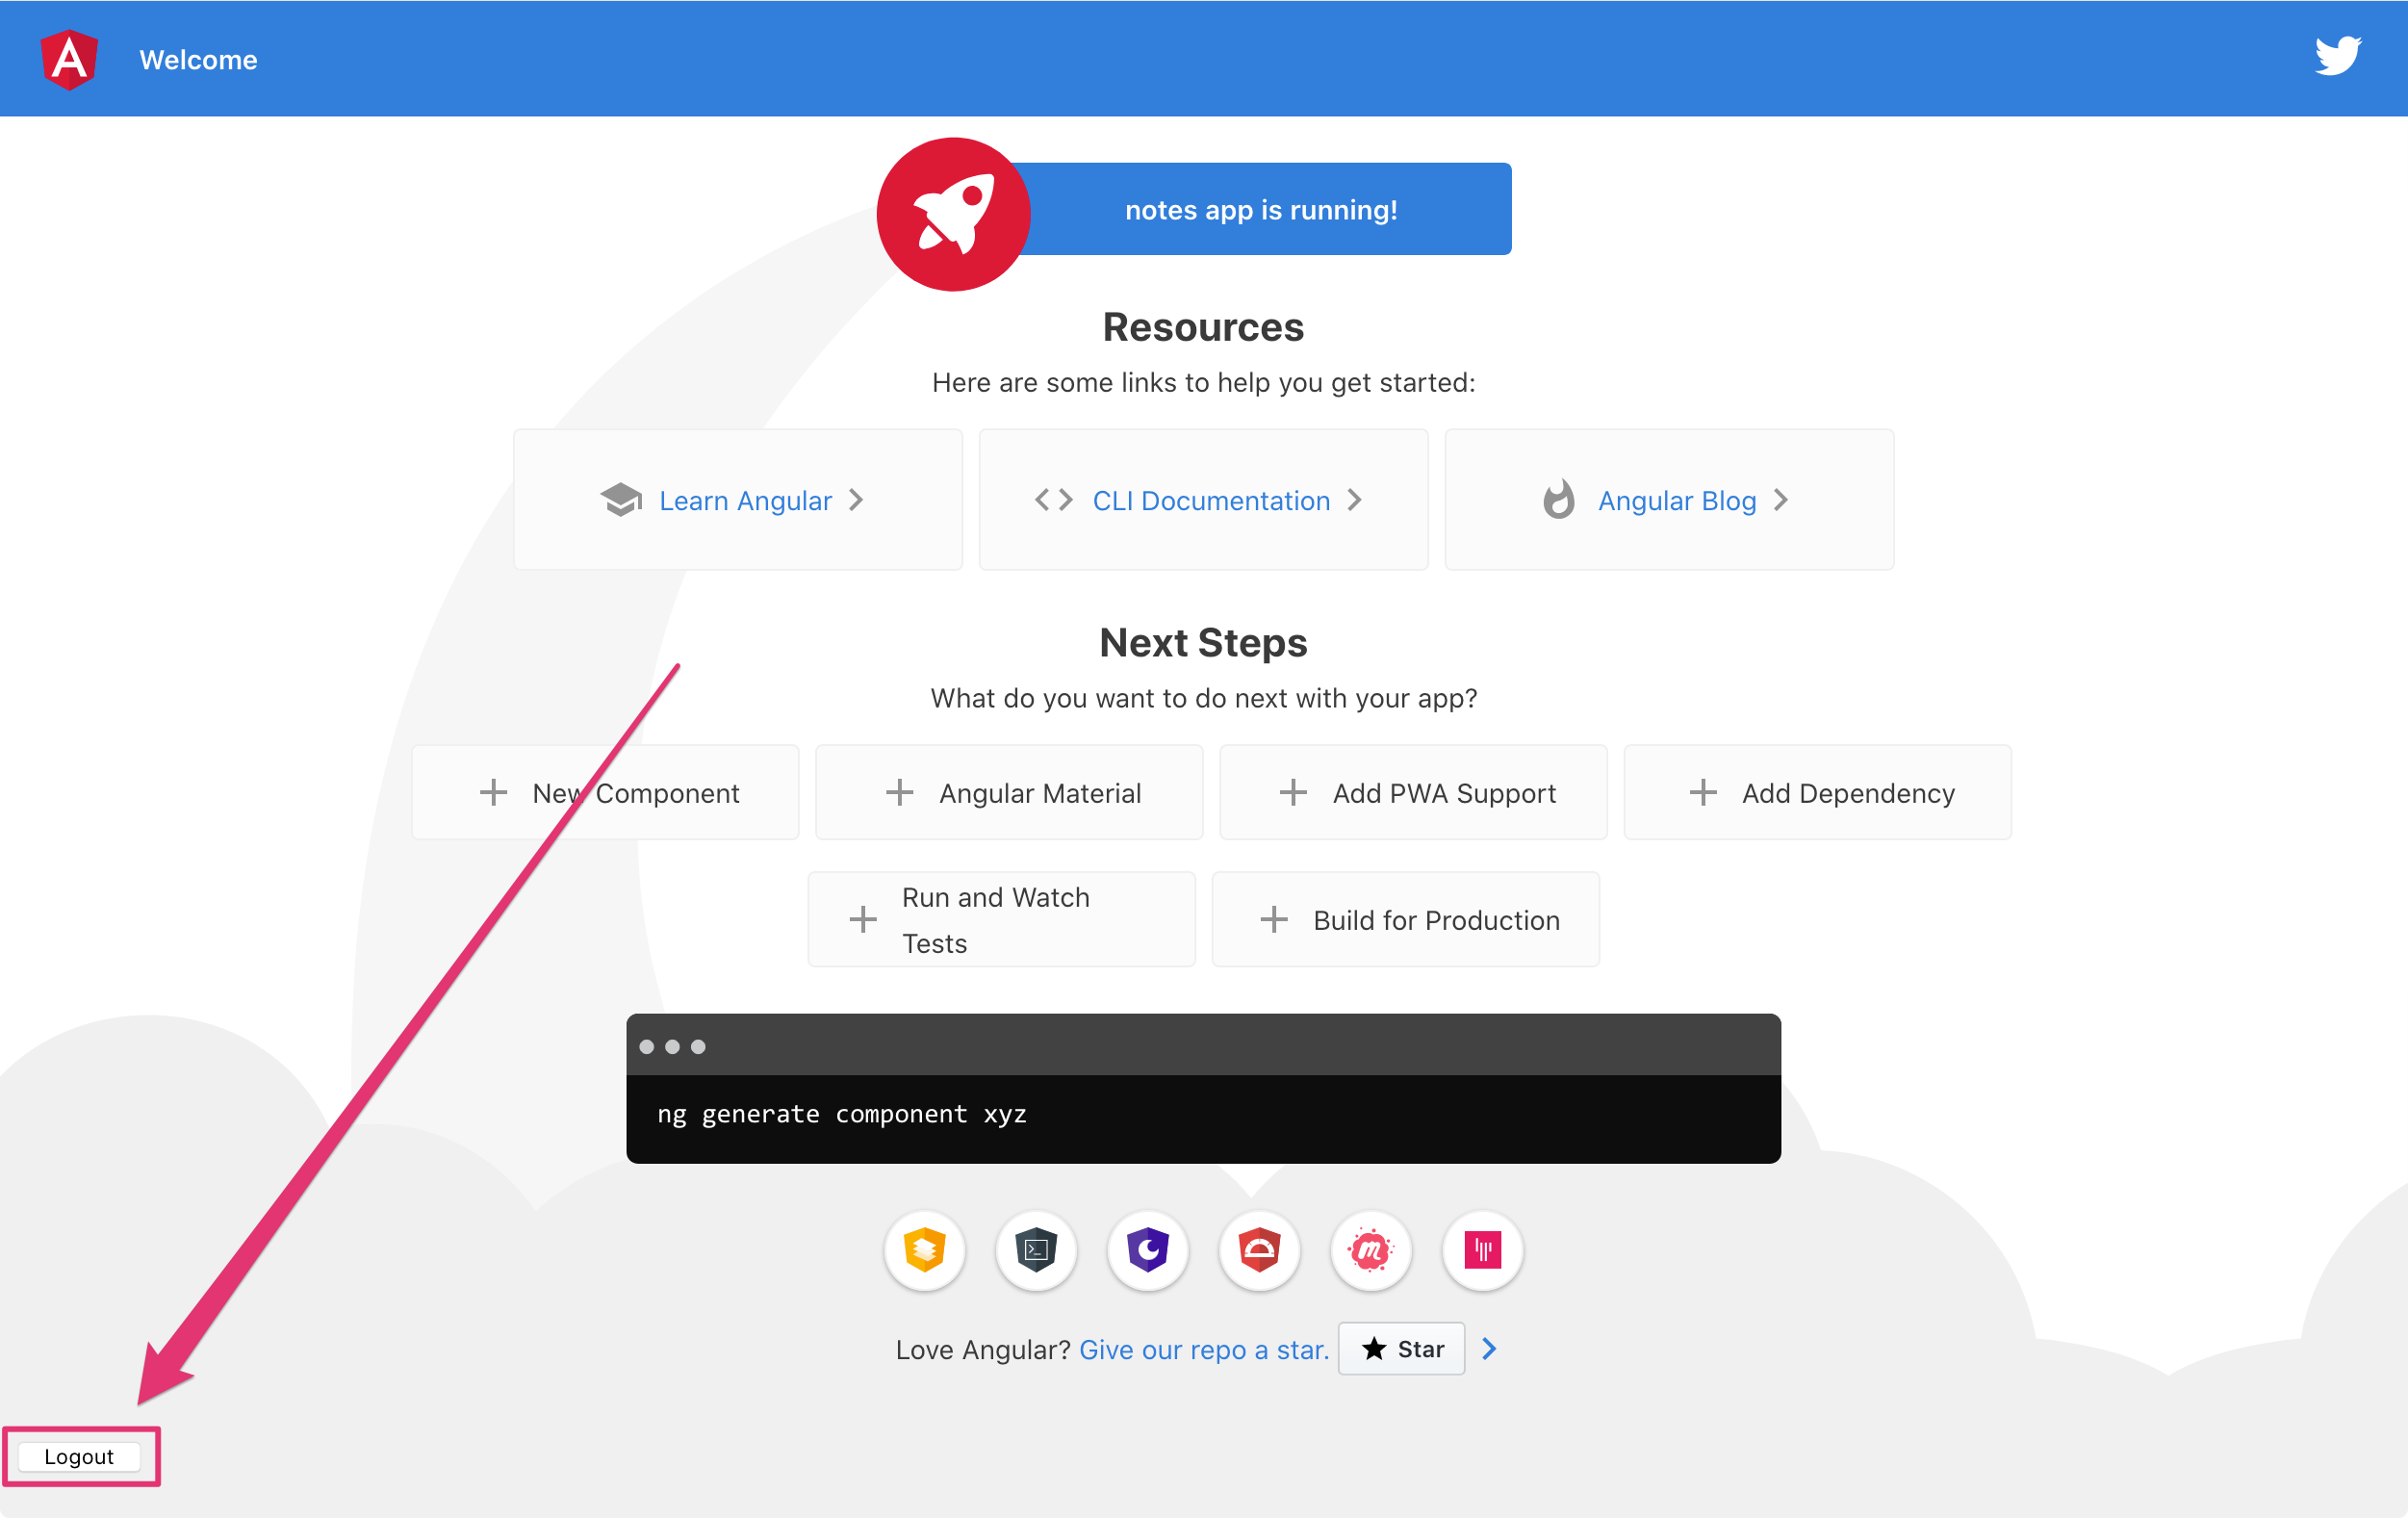 Welcome
notes app is running!
Resources
Here are some links to help you get started:
Learn Angular
CLI Documentation
Angular Blog
Next Steps
What do you want to do next with your app?
New Component
Angular Material
Add PWA Support
Add Dependency
Run and Watch
Tests
Build for Production
ng generate component xyz
Love Angular? Give our repo a star. Star
Logout